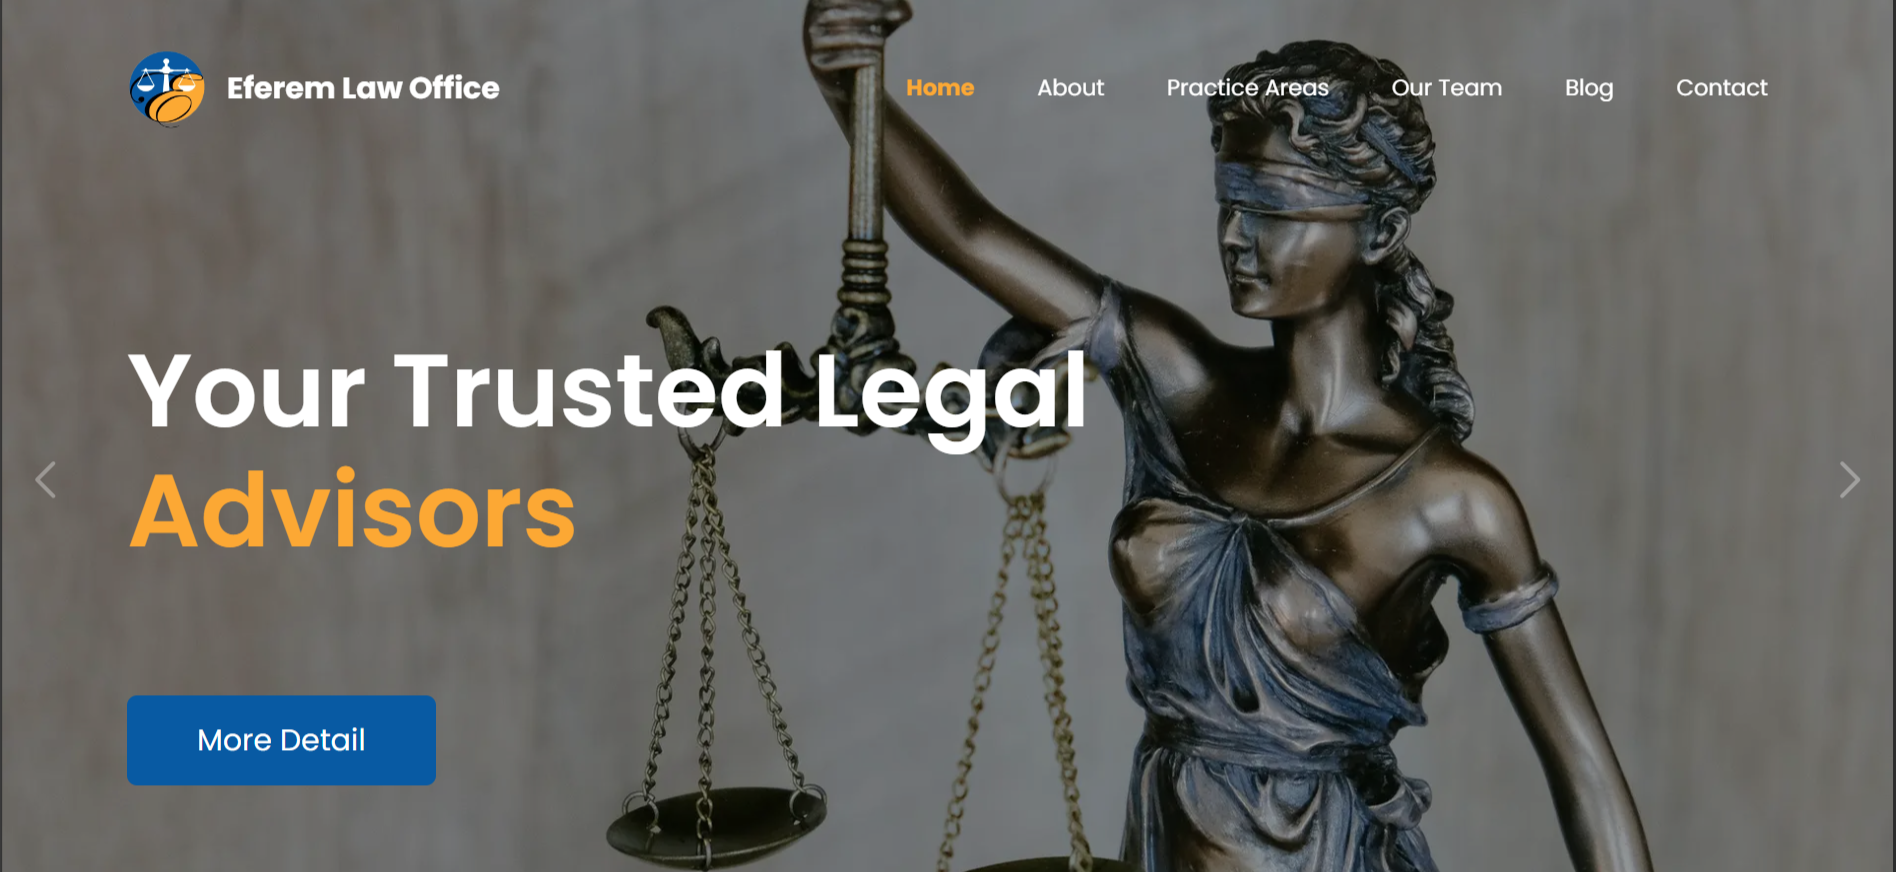 Eferem Law Office
Home About Practice Areas Our Team Blog Contact
Your Trusted Legal
Advisors
More Detail